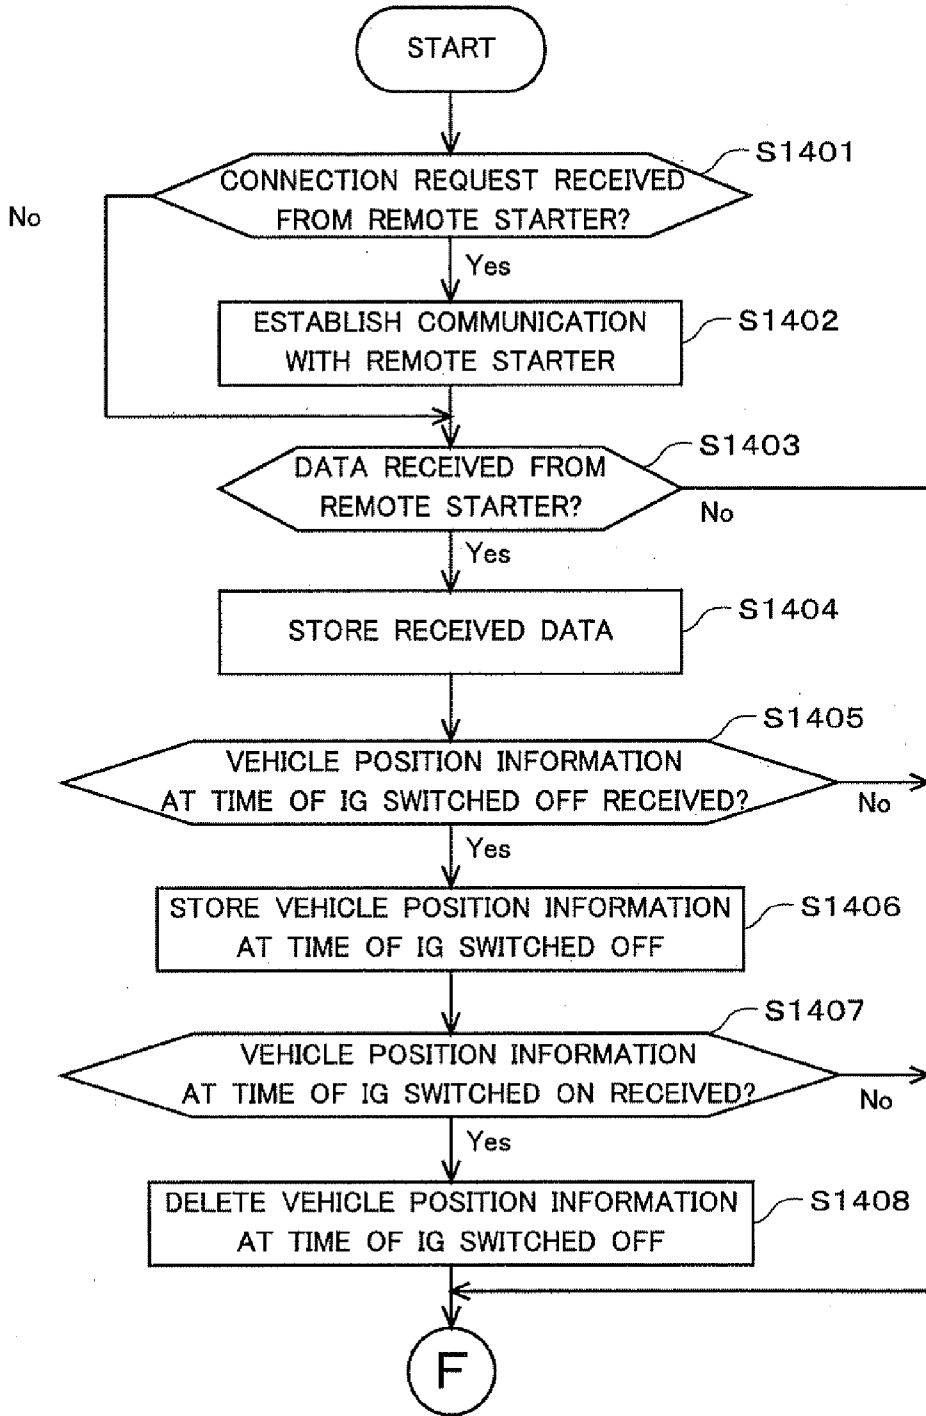 START
S1401
CONNECTION REQUEST RECEIVED
FROM REMOTE STARTER?
No
Yes
ESTABLISH COMMUNICATION
WITH REMOTE STARTER
S1402
S1403
DATA RECEIVED FROM
REMOTE STARTER?
No
Yes
STORE RECEIVED DATA
S1404
S1405
VEHICLE POSITION INFORMATION
AT TIME OF IG SWITCHED OFF RECEIVED?
No
Yes
STORE VEHICLE POSITION INFORMATION
AT TIME OF IG SWITCHED OFF
S1406
S1407
VEHICLE POSITION INFORMATION
AT TIME OF IG SWITCHED ON RECEIVED?
No
Yes
DELETE VEHICLE POSITION INFORMATION
AT TIME OF IG SWITCHED OFF
S1408
F